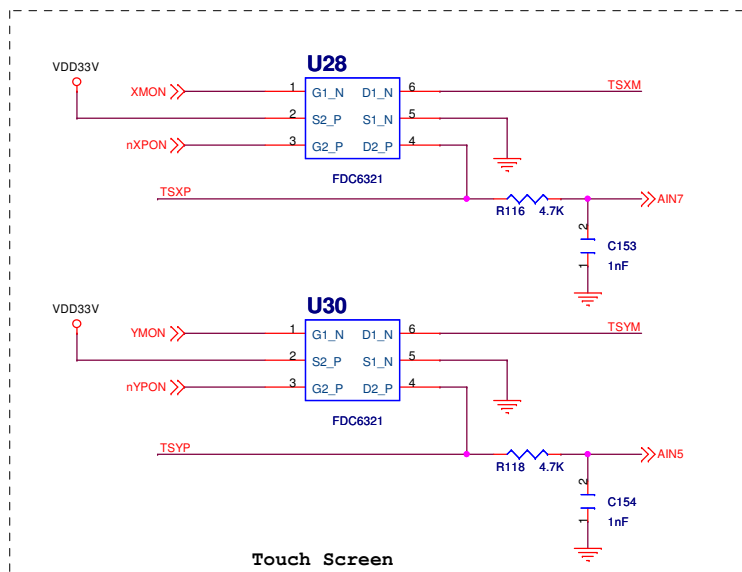 U28
VDD33V
XMON 1 G1_N D1_N 6 TSXM
2 S2_P S1_N 5
nXPON 3 G2_P D2_P 4
FDC6321
TSXP
R116 4.7K
AIN7
2
C153
1
1nF
U30
VDD33V
YMON 1 G1_N D1_N 6 TSYM
2 S2_P S1_N 5
nYPON 3 G2_P D2_P 4
FDC6321
TSYP
R118 4.7K
AIN5
2
C154
1
1nF
Touch Screen